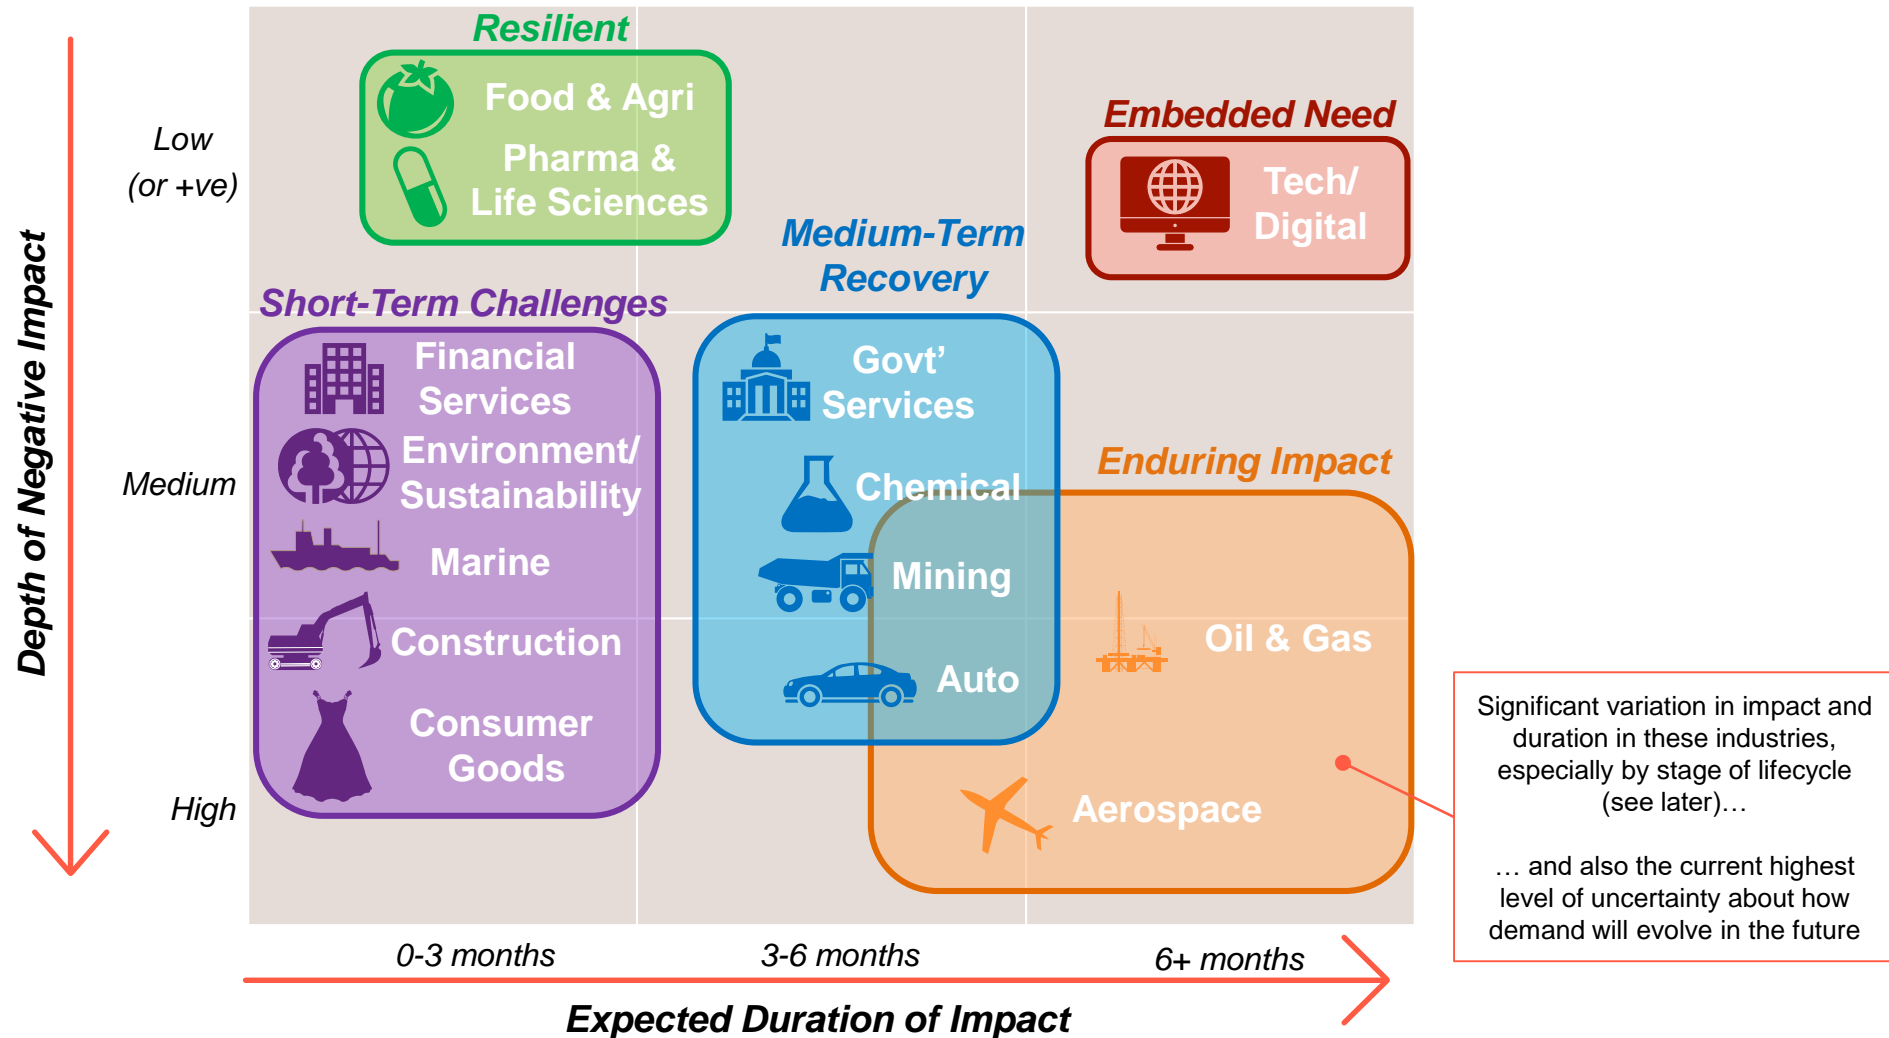 Depth of Negative Impact
Low
(or +ve)
Medium
High
Resilient
Food & Agri
Pharma &
Life Sciences
Embedded Need
Tech/
Digital
Short-Term Challenges
Financial
Services
Environment/
Sustainability
Marine
Construction
Consumer
Goods
Medium-Term
Recovery
Govt’
Services
Chemical
Mining
Auto
Enduring Impact
Oil & Gas
Aerospace
Significant variation in impact and
duration in these industries,
especially by stage of lifecycle
(see later)…
… and also the current highest
level of uncertainty about how
demand will evolve in the future
0-3 months
3-6 months
6+ months
Expected Duration of Impact